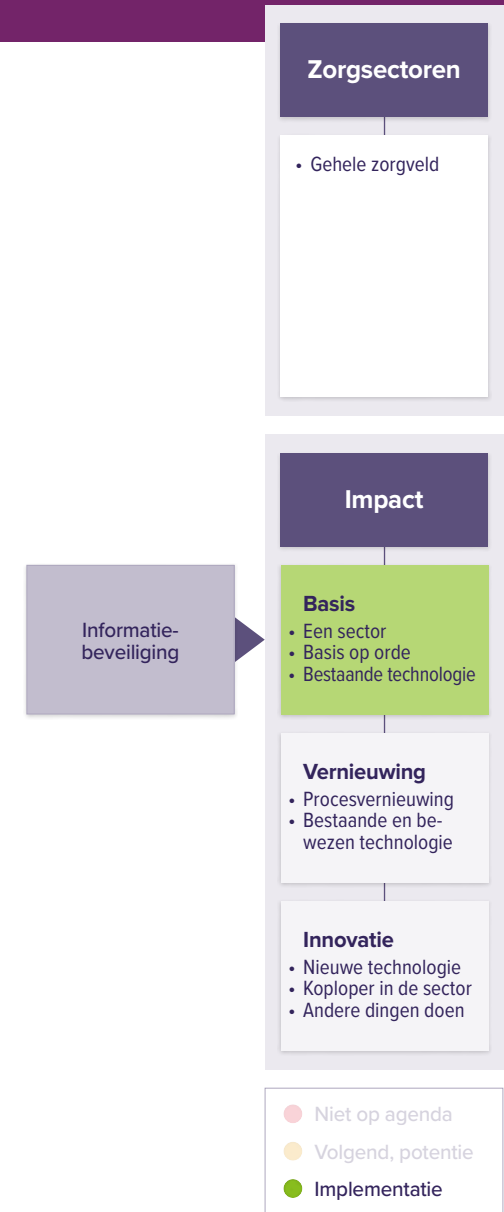 Zorgsectoren
• Gehele zorgveld
Impact
Informatie-
beveiliging
Basis
• Een sector
• Basis op orde
• Bestaande technologie
Vernieuwing
• Procesvernieuwing
• Bestaande en be-
wezen technologie
Innovatie
• Nieuwe technologie
• Koploper in de sector
• Andere dingen doen
Niet op agenda
Volgend, potentie
Implementatie